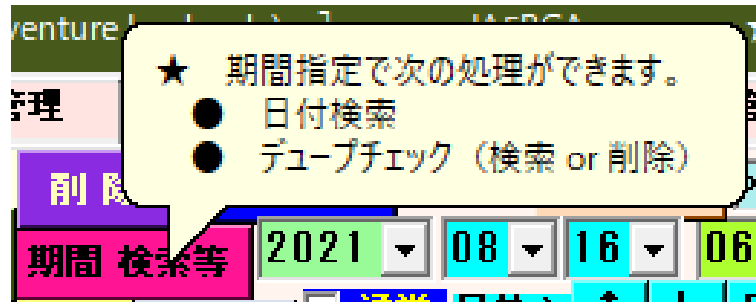 venture
★ 期間指定で次の処理ができます。
● 日付検索
● デュープチェック（検索 or 削除）
管理
削
期間 検索等
2021
08
16
06